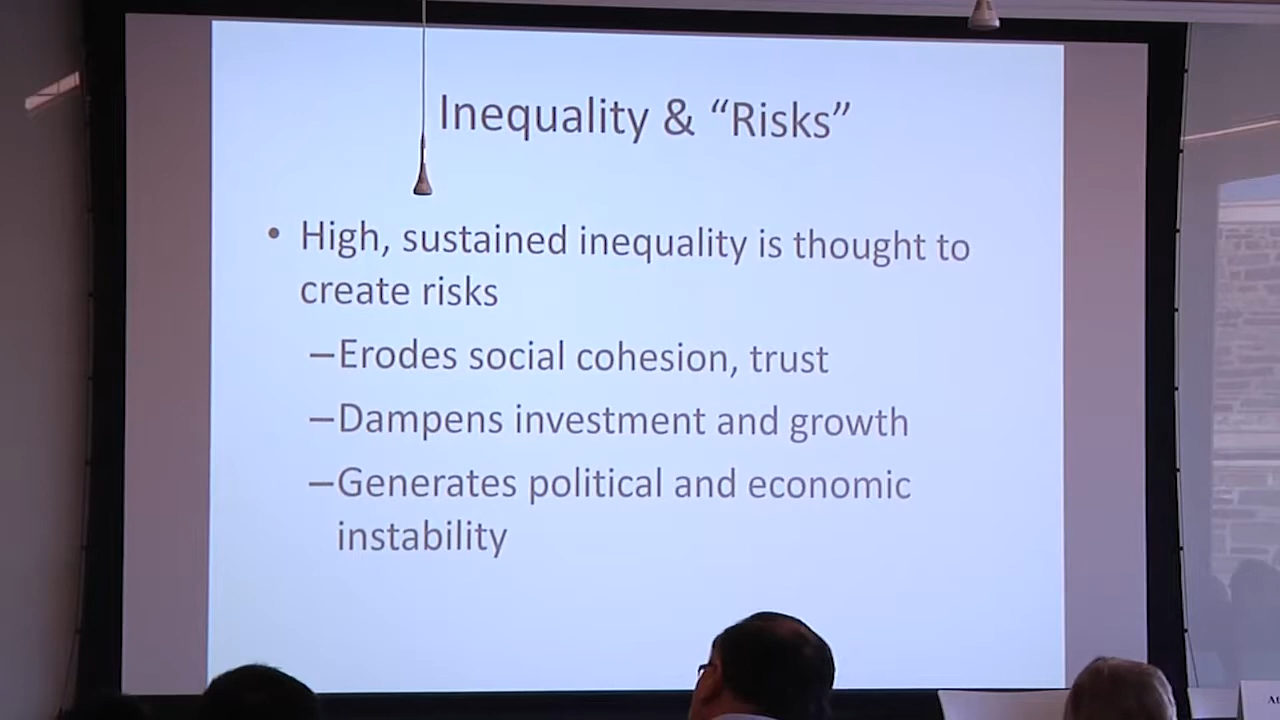 Inequality & “Risks”
• High, sustained inequality is thought to
create risks
–Erodes social cohesion, trust
–Dampens investment and growth
–Generates political and economic
instability